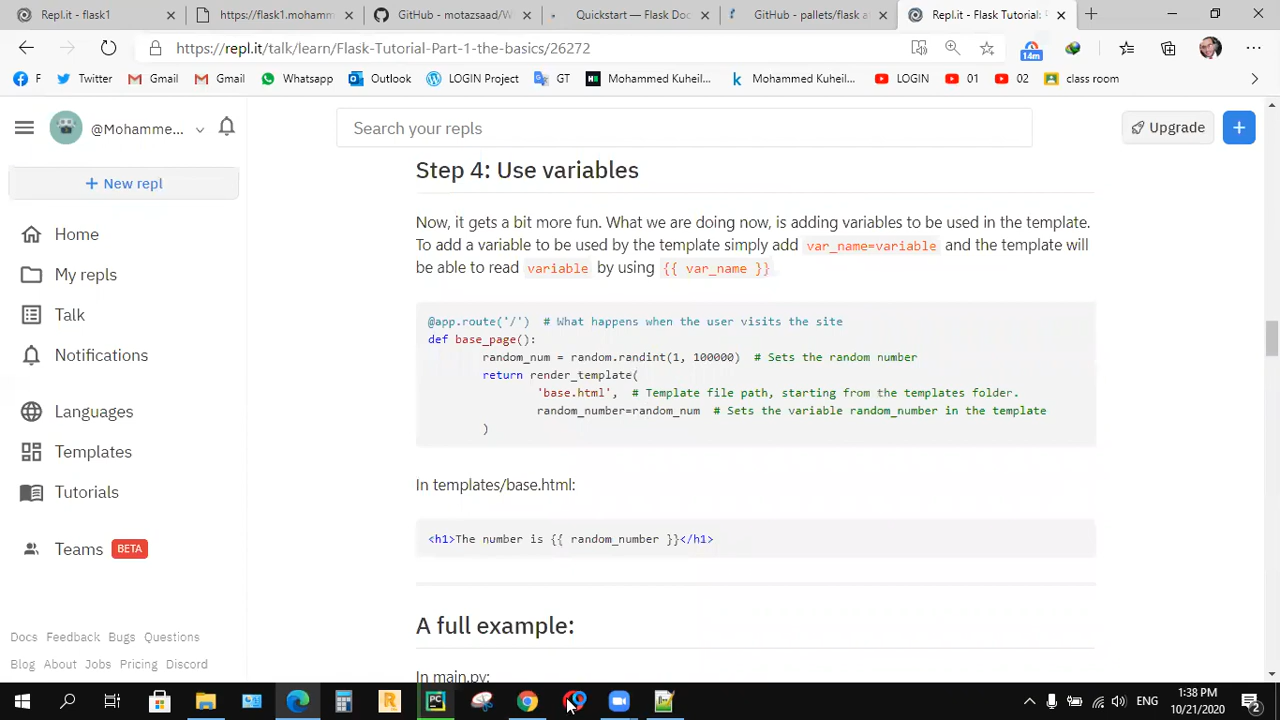 Repl.it - flask1
https://flask1.mohamm
GitHub - motazsaad/W
Quickstart — Flask Doc
GitHub - pallets/flask a
Repl.it - Flask Tutorial:
https://repl.it/talk/learn/Flask-Tutorial-Part-1-the-basics/26272
14m
F
Twitter
Gmail
Gmail
Whatsapp
Outlook
LOGIN Project
GT
Mohammed Kuheil...
Mohammed Kuheil...
LOGIN
01
02
class room
@Mohamme...
Search your repls
Upgrade
+ New repl
Home
My repls
Talk
Notifications
Languages
Templates
Tutorials
Teams BETA
Docs Feedback Bugs Questions
Blog About Jobs Pricing Discord
Step 4: Use variables
Now, it gets a bit more fun. What we are doing now, is adding variables to be used in the template.
To add a variable to be used by the template simply add var_name=variable and the template will
be able to read variable by using {{ var_name }}
@app.route('/') # What happens when the user visits the site
def base_page():
random_num = random.randint(1, 100000) # Sets the random number
return render_template(
'base.html', # Template file path, starting from the templates folder.
random_number=random_num # Sets the variable random_number in the template
)
In templates/base.html:
<h1>The number is {{ random_number }}</h1>
A full example:
In main.py:
ENG
1:38 PM
10/21/2020
2